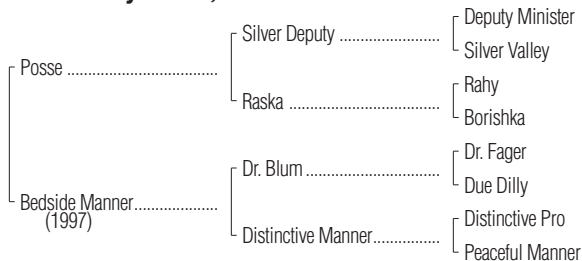 Deputy Minister
Silver Deputy ....................
Silver Valley
Posse ..............................
Rahy
Raska ..............................
Borishka
Dr. Fager
Dr. Blum ...........................
Due Dilly
Bedside Manner.................
(1997)
Distinctive Pro
Distinctive Manner.............
Peaceful Manner